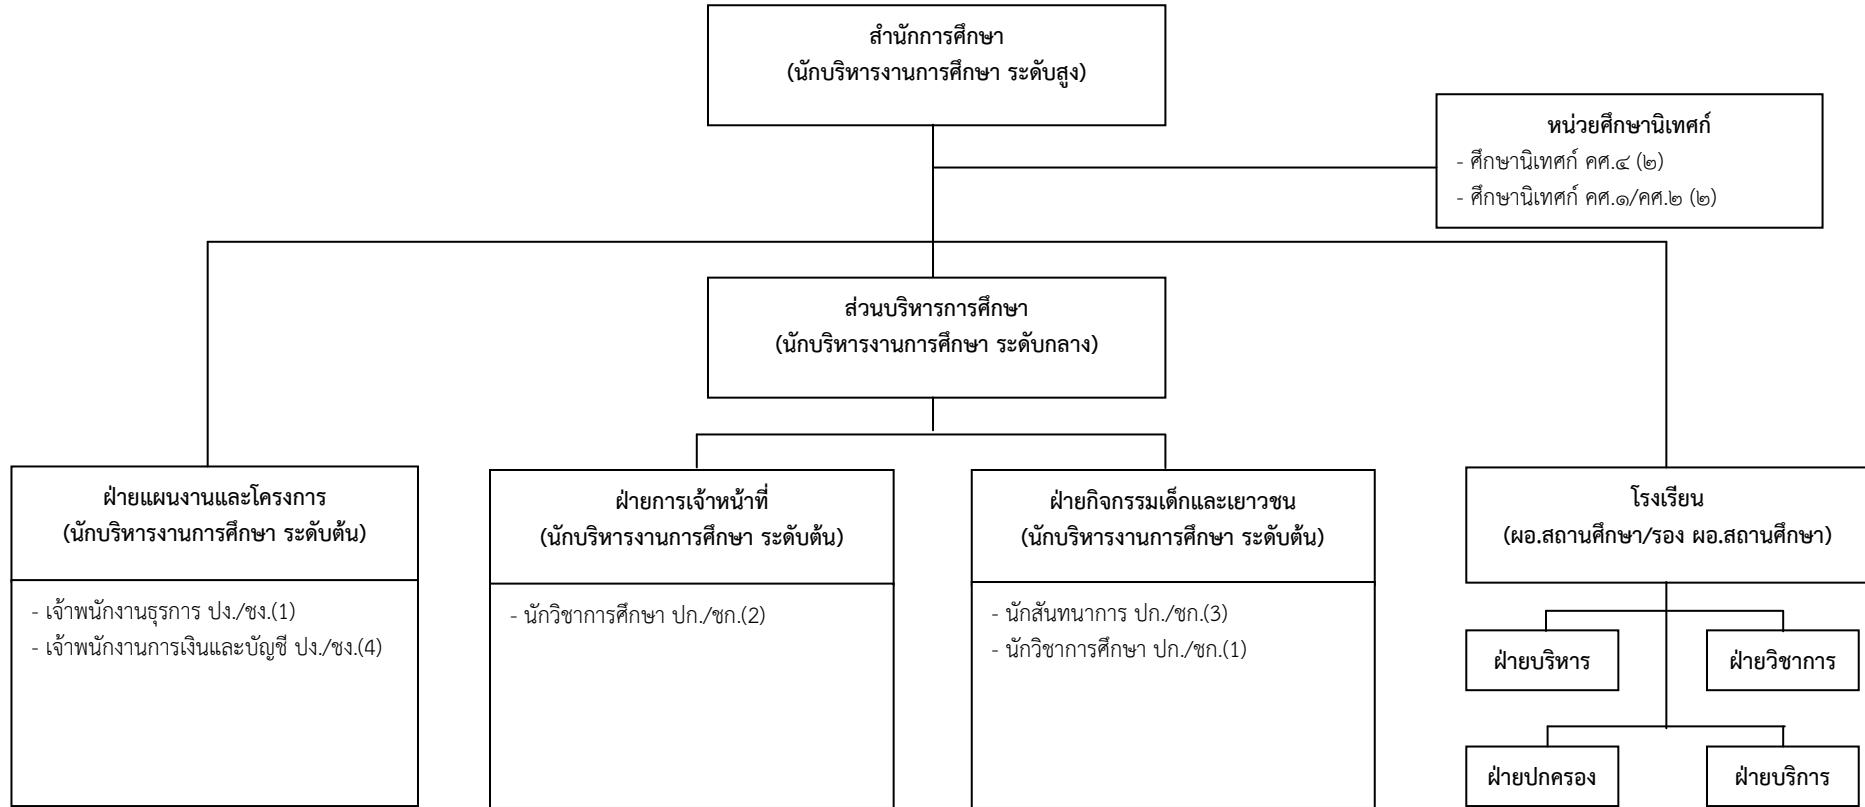 สำนักการศึกษา
(นักบริหารงานการศึกษา ระดับสูง)
หน่วยศึกษานิเทศก์
- ศึกษานิเทศก์ คศ.๔ (๒)
- ศึกษานิเทศก์ คศ.๑/คศ.๒ (๒)
ส่วนบริหารการศึกษา
(นักบริหารงานการศึกษา ระดับกลาง)
ฝ่ายแผนงานและโครงการ
(นักบริหารงานการศึกษา ระดับต้น)
- เจ้าพนักงานธุรการ ปง./ชง.(1)
- เจ้าพนักงานการเงินและบัญชี ปง./ชง.(4)
ฝ่ายการเจ้าหน้าที่
(นักบริหารงานการศึกษา ระดับต้น)
- นักวิชาการศึกษา ปก./ชก.(2)
ฝ่ายกิจกรรมเด็กและเยาวชน
(นักบริหารงานการศึกษา ระดับต้น)
- นักสันทนาการ ปก./ชก.(3)
- นักวิชาการศึกษา ปก./ชก.(1)
โรงเรียน
(ผอ.สถานศึกษา/รอง ผอ.สถานศึกษา)
ฝ่ายบริหาร
ฝ่ายวิชาการ
ฝ่ายปกครอง
ฝ่ายบริการ